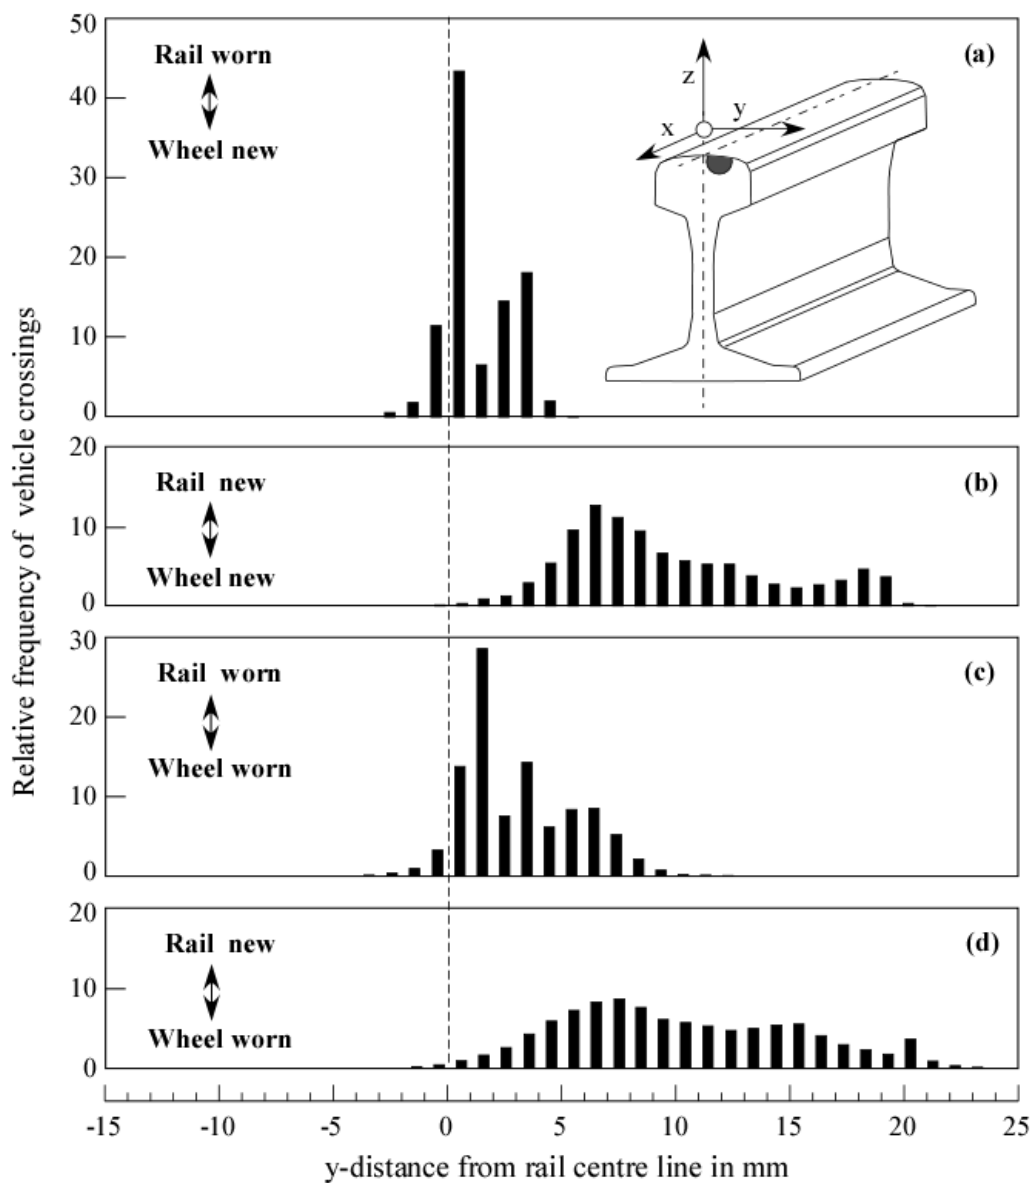 Relative frequency of vehicle crossings
50
40
30
20
10
0
Rail worn
Wheel new
(a)
z
y
x
20
10
0
Rail new
Wheel new
(b)
30
20
10
0
Rail worn
Wheel worn
(c)
20
10
0
Rail new
Wheel worn
(d)
-15 -10 -5 0 5 10 15 20 25
y-distance from rail centre line in mm